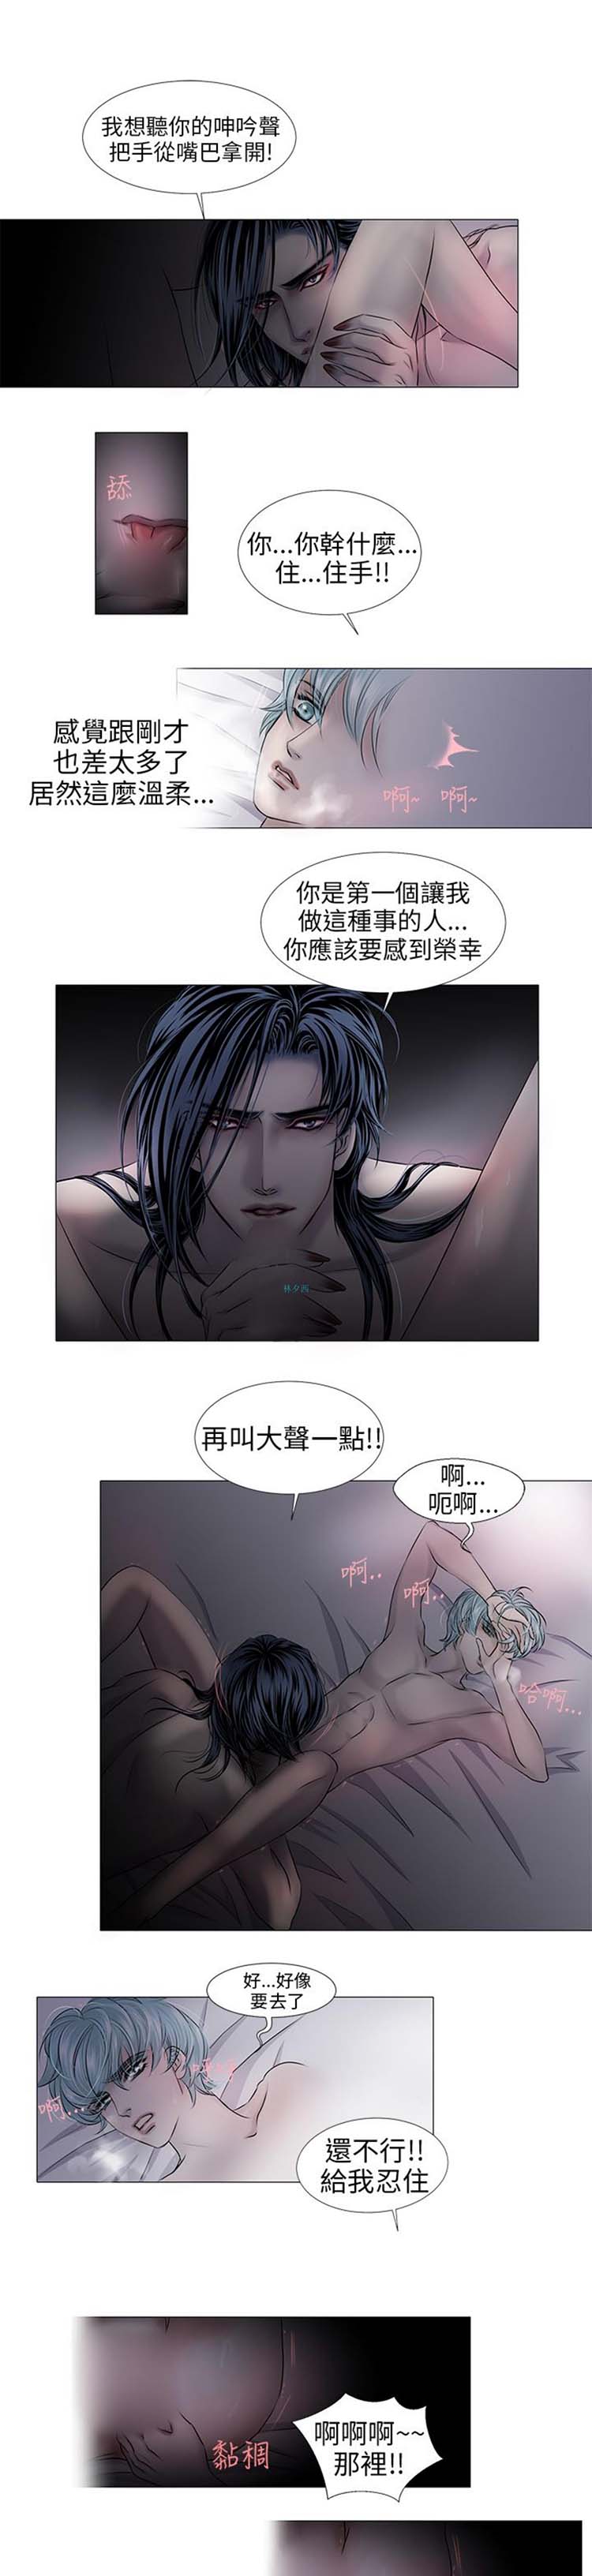 我想聽你的呻吟聲
把手從嘴巴拿開!
舔
你...你幹什麼...
住...住手!!
感覺跟剛才
也差太多了
居然這麼溫柔...
啊~ 啊~
你是第一個讓我
做這種事的人...
你應該要感到榮幸
林夕西
再叫大聲一點!!
啊...
呃啊...
啊..
啊..
哈啊...
好...好像
要去了
啊...
還不行!!
給我忍住
啊啊啊~~
那裡!!
黏稠